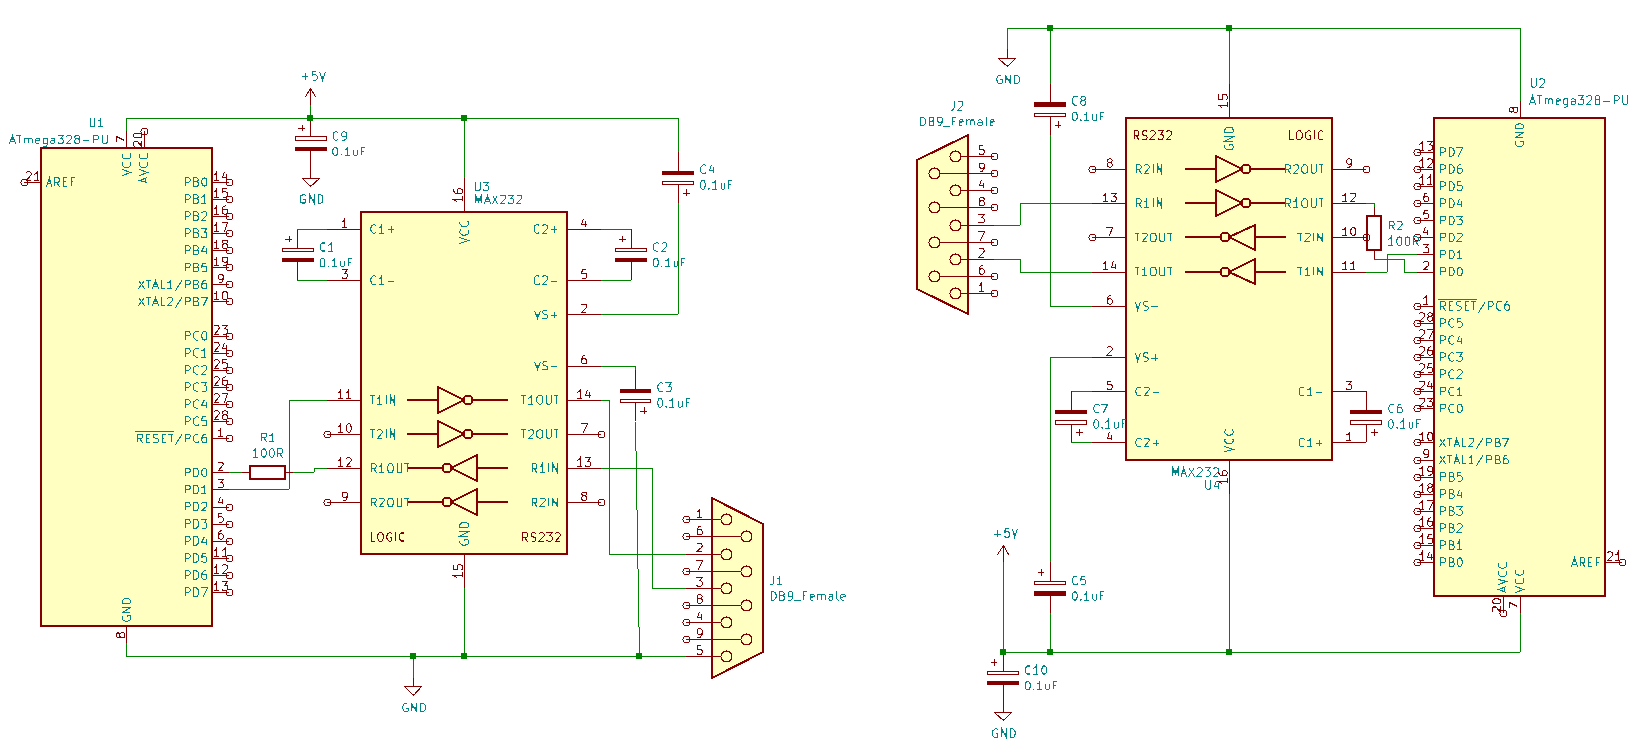 +5V
U1
ATmega328-PU
7
20
VCC
AVCC
21
AREF
PB0
14
PB1
15
PB2
16
PB3
17
PB4
18
PB5
19
XTAL1/PB6
9
XTAL2/PB7
10
PC0
23
PC1
24
PC2
25
PC3
26
PC4
27
PC5
28
RESET/PC6
1
PD0
2
PD1
3
PD2
4
PD3
5
PD4
6
PD5
11
PD6
12
PD7
13
GND
8
R1
100R
+
C9
0.1uF
GND
+
C1
0.1uF
U3
MAX232
16
VCC
1
C1+
3
C1-
C2+
4
C2-
5
VS+
2
VS-
6
11
T1IN
T1OUT
14
10
T2IN
T2OUT
7
12
R1OUT
R1IN
13
9
R2OUT
R2IN
8
LOGIC
GND
RS232
15
+
C2
0.1uF
C4
0.1uF
+
C3
0.1uF
+
GND
1
6
2
7
3
8
4
9
5
J1
DB9_Female
GND
C8
0.1uF
+
J2
DB9_Female
5
9
4
8
3
7
2
6
1
15
RS232
GND
LOGIC
8
R2IN
R2OUT
9
13
R1IN
R1OUT
12
7
T2OUT
T2IN
10
14
T1OUT
T1IN
11
6
VS-
2
VS+
5
C2-
4
C2+
C1-
3
C1+
1
VCC
16
MAX232
U4
C7
0.1uF
+
C6
0.1uF
+
R2
100R
U2
ATmega328-PU
8
GND
13
PD7
12
PD6
11
PD5
6
PD4
5
PD3
4
PD2
3
PD1
2
PD0
1
RESET/PC6
28
PC5
27
PC4
26
PC3
25
PC2
24
PC1
23
PC0
10
XTAL2/PB7
9
XTAL1/PB6
19
PB5
18
PB4
17
PB3
16
PB2
15
PB1
14
PB0
AREF
21
AVCC
VCC
20
7
+5V
+
C5
0.1uF
+
C10
0.1uF
GND